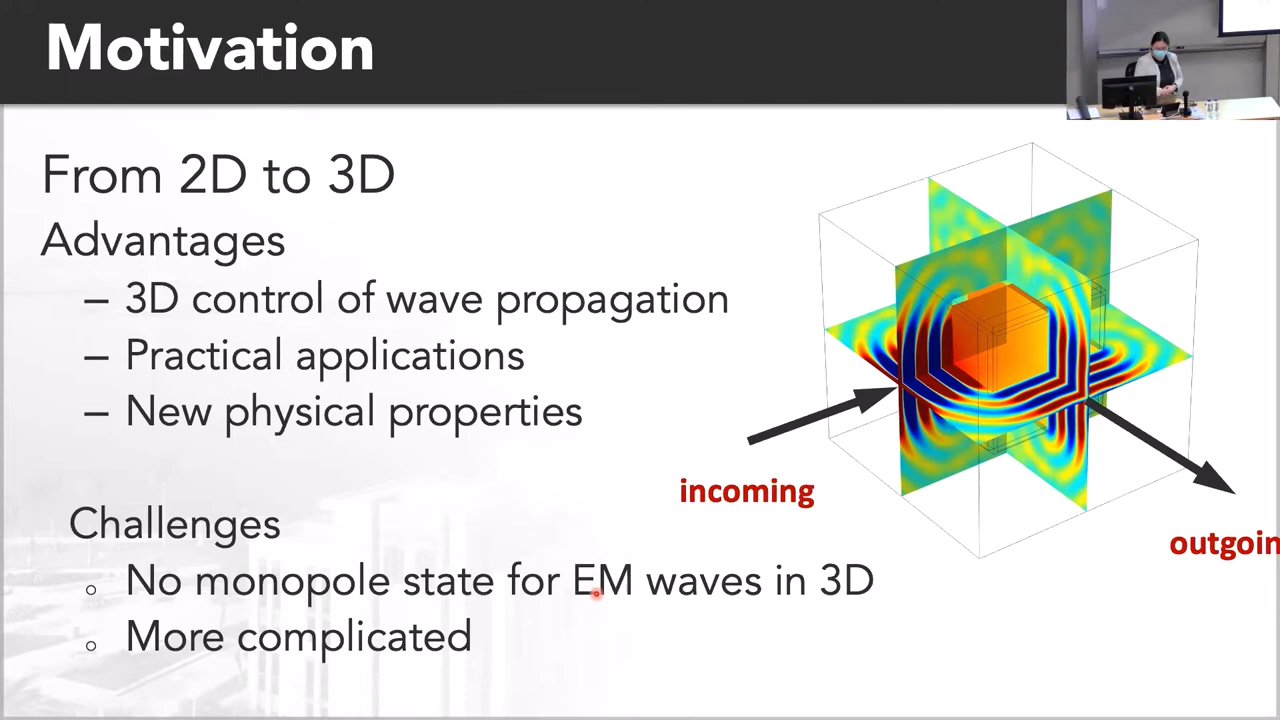 Motivation
From 2D to 3D
Advantages
– 3D control of wave propagation
– Practical applications
– New physical properties
incoming
outgoin
Challenges
o No monopole state for EM waves in 3D
o More complicated